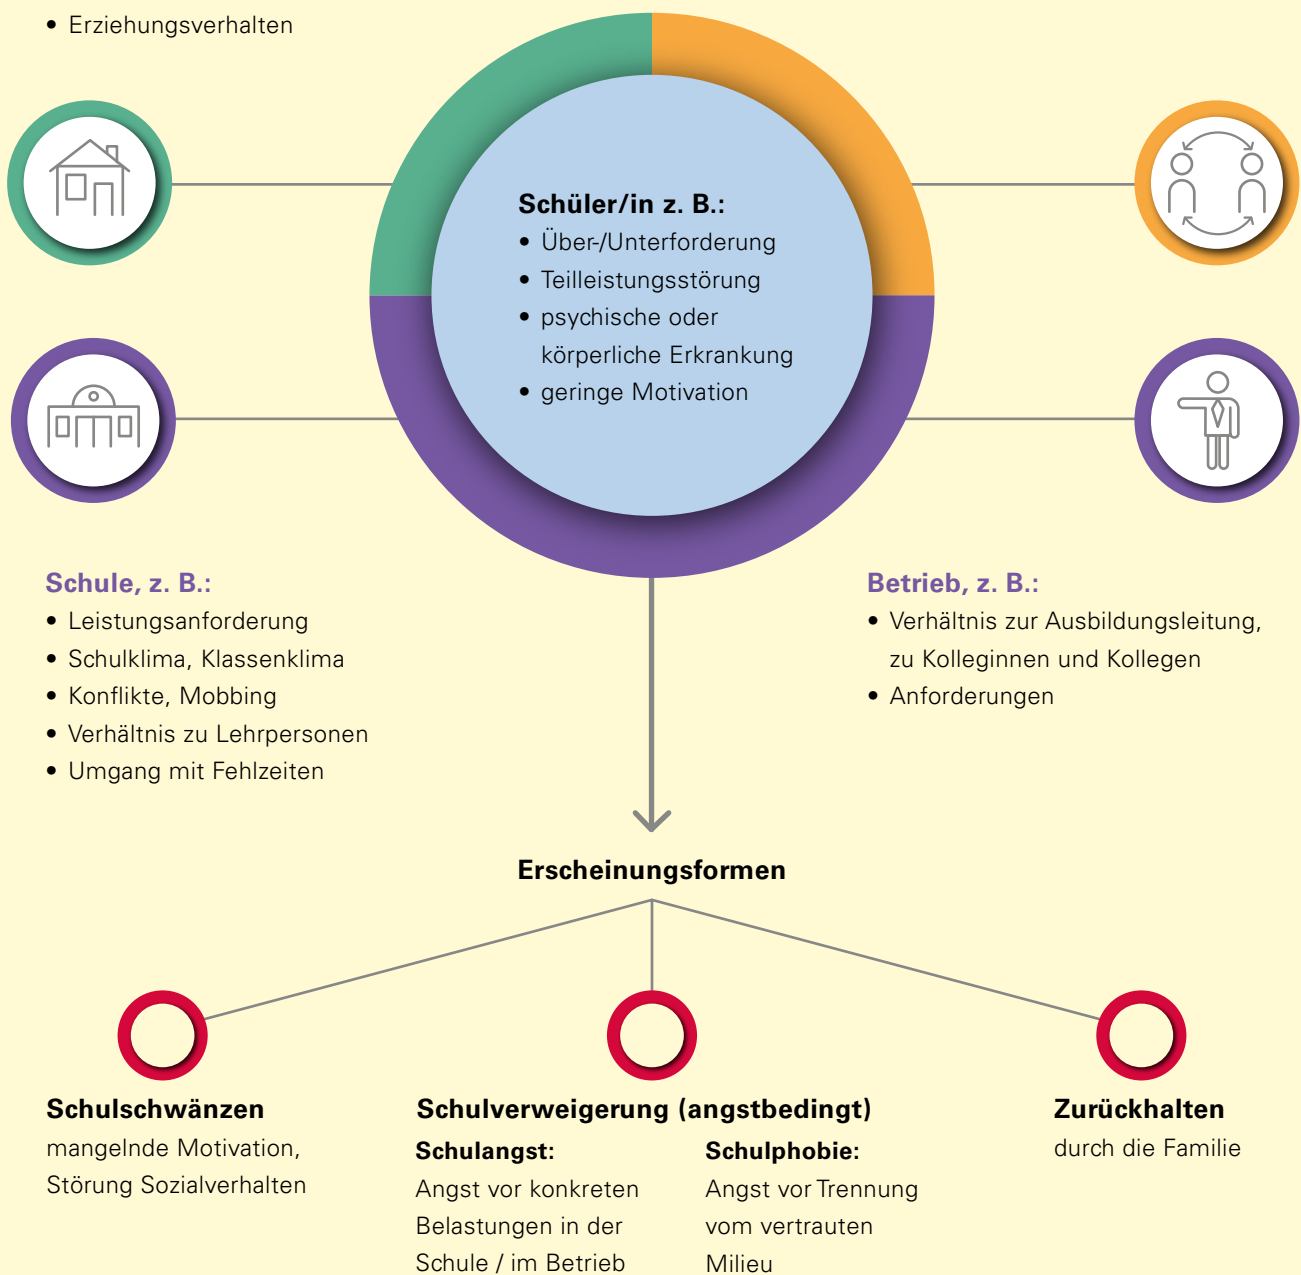 • Erziehungsverhalten
Schüler/in z. B.:
• Über-/Unterforderung
• Teilleistungsstörung
• psychische oder
körperliche Erkrankung
• geringe Motivation
Schule, z. B.:
• Leistungsanforderung
• Schulklima, Klassenklima
• Konflikte, Mobbing
• Verhältnis zu Lehrpersonen
• Umgang mit Fehlzeiten
Betrieb, z. B.:
• Verhältnis zur Ausbildungsleitung,
zu Kolleginnen und Kollegen
• Anforderungen
Erscheinungsformen
Schulschwänzen
mangelnde Motivation,
Störung Sozialverhalten
Schulverweigerung (angstbedingt)
Schulangst:
Angst vor konkreten
Belastungen in der
Schule / im Betrieb
Schulphobie:
Angst vor Trennung
vom vertrauten
Milieu
Zurückhalten
durch die Familie